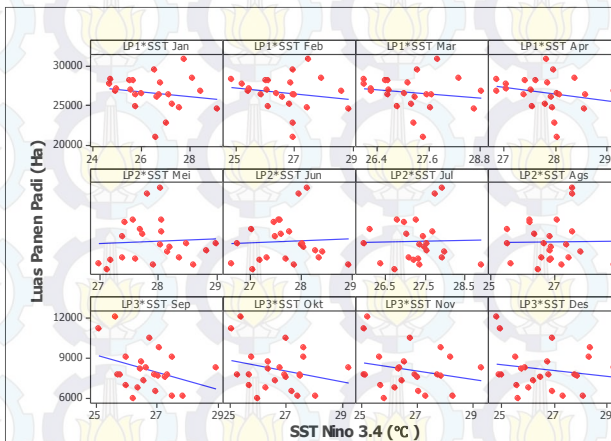 LP1*SST Jan LP1*SST Feb LP1*SST Mar LP1*SST Apr
30000
25000
20000
24 26 28 25 27 29 26.4 27.6 28.8 27 28 29
LP2*SST Mei LP2*SST Jun LP2*SST Jul LP2*SST Ags
27 28 29 27 28 29 26.5 27.5 28.5 25 27 29
LP3*SST Sep LP3*SST Okt LP3*SST Nov LP3*SST Des
12000
9000
6000
25 27 29 25 27 29 25 27 29 25 27 29
Luas Panen Padi (Ha)
SST Nino 3.4 (°C)